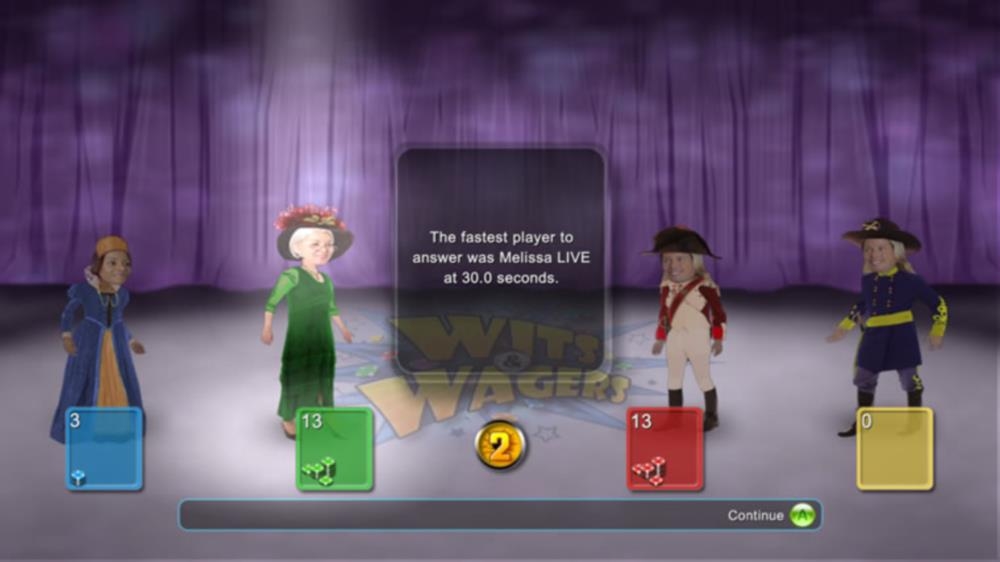 The fastest player to
answer was Melissa LIVE
at 30.0 seconds.
WITS
&
WAGERS
3
13
2
13
0
Continue A